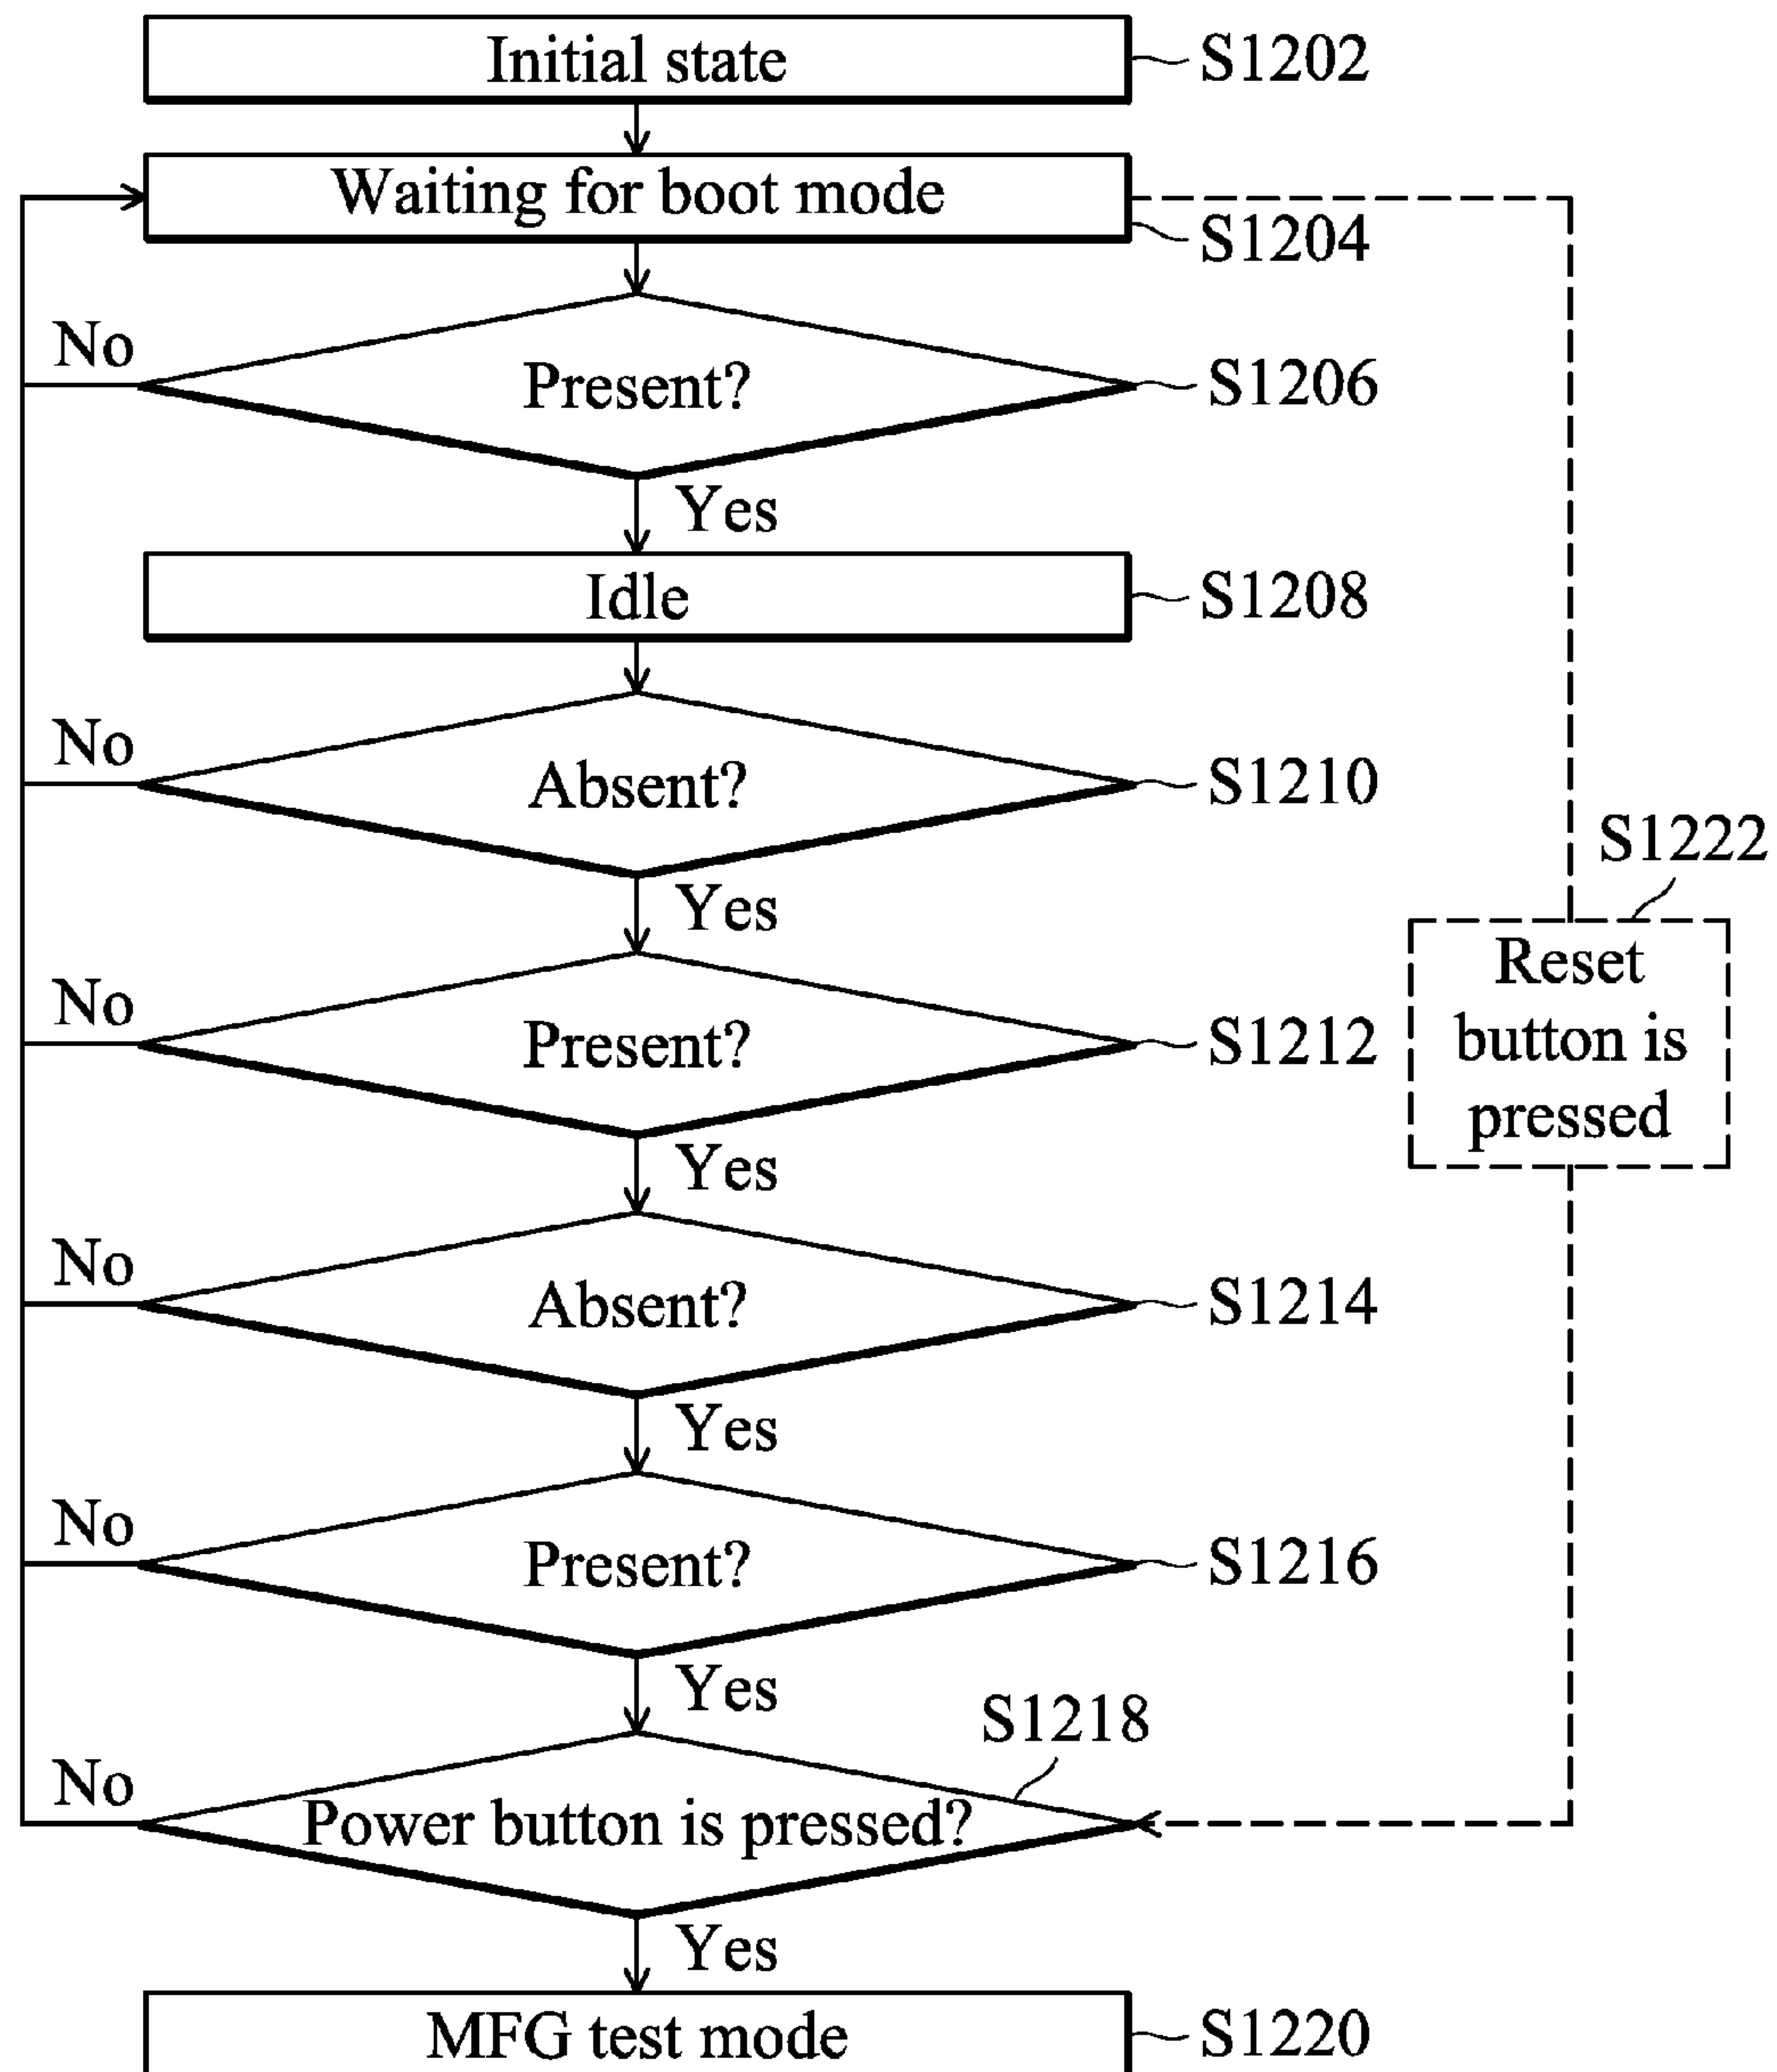 Initial state
S1202
Waiting for boot mode
S1204
No
Present?
S1206
Yes
Idle
S1208
No
Absent?
S1210
Yes
S1222
Reset
button is
pressed
No
Present?
S1212
Yes
No
Absent?
S1214
Yes
No
Present?
S1216
Yes
S1218
No
Power button is pressed?
Yes
MFG test mode
S1220